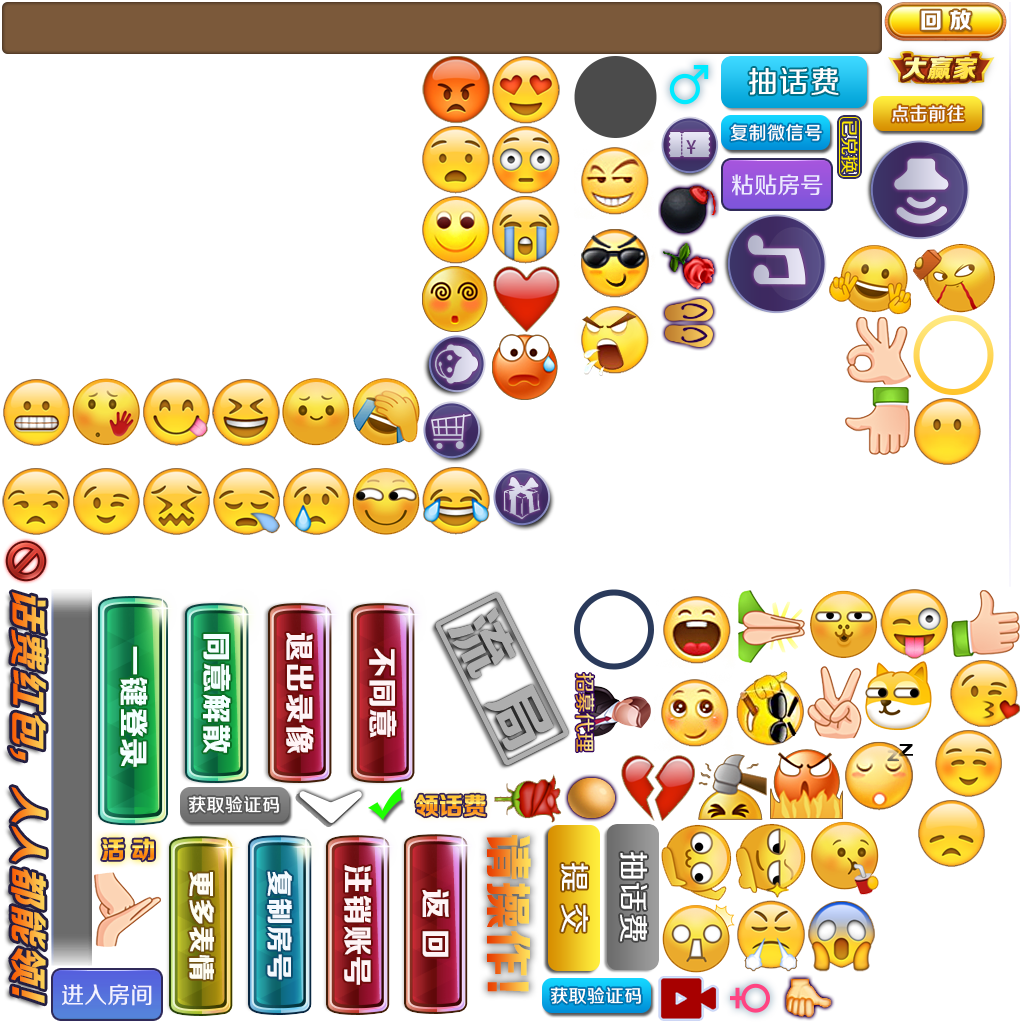 回放
大赢家
抽话费
点击前往
复制微信号
已兑换
粘贴房号
¥
话费红包，人人都能领!
一键登录
同意解散
退出录像
不同意
流局
招募代理
zZ
获取验证码
领话费
活动
更多表情
复制房号
注销账号
返回
请操作!
提交
抽话费
进入房间
获取验证码